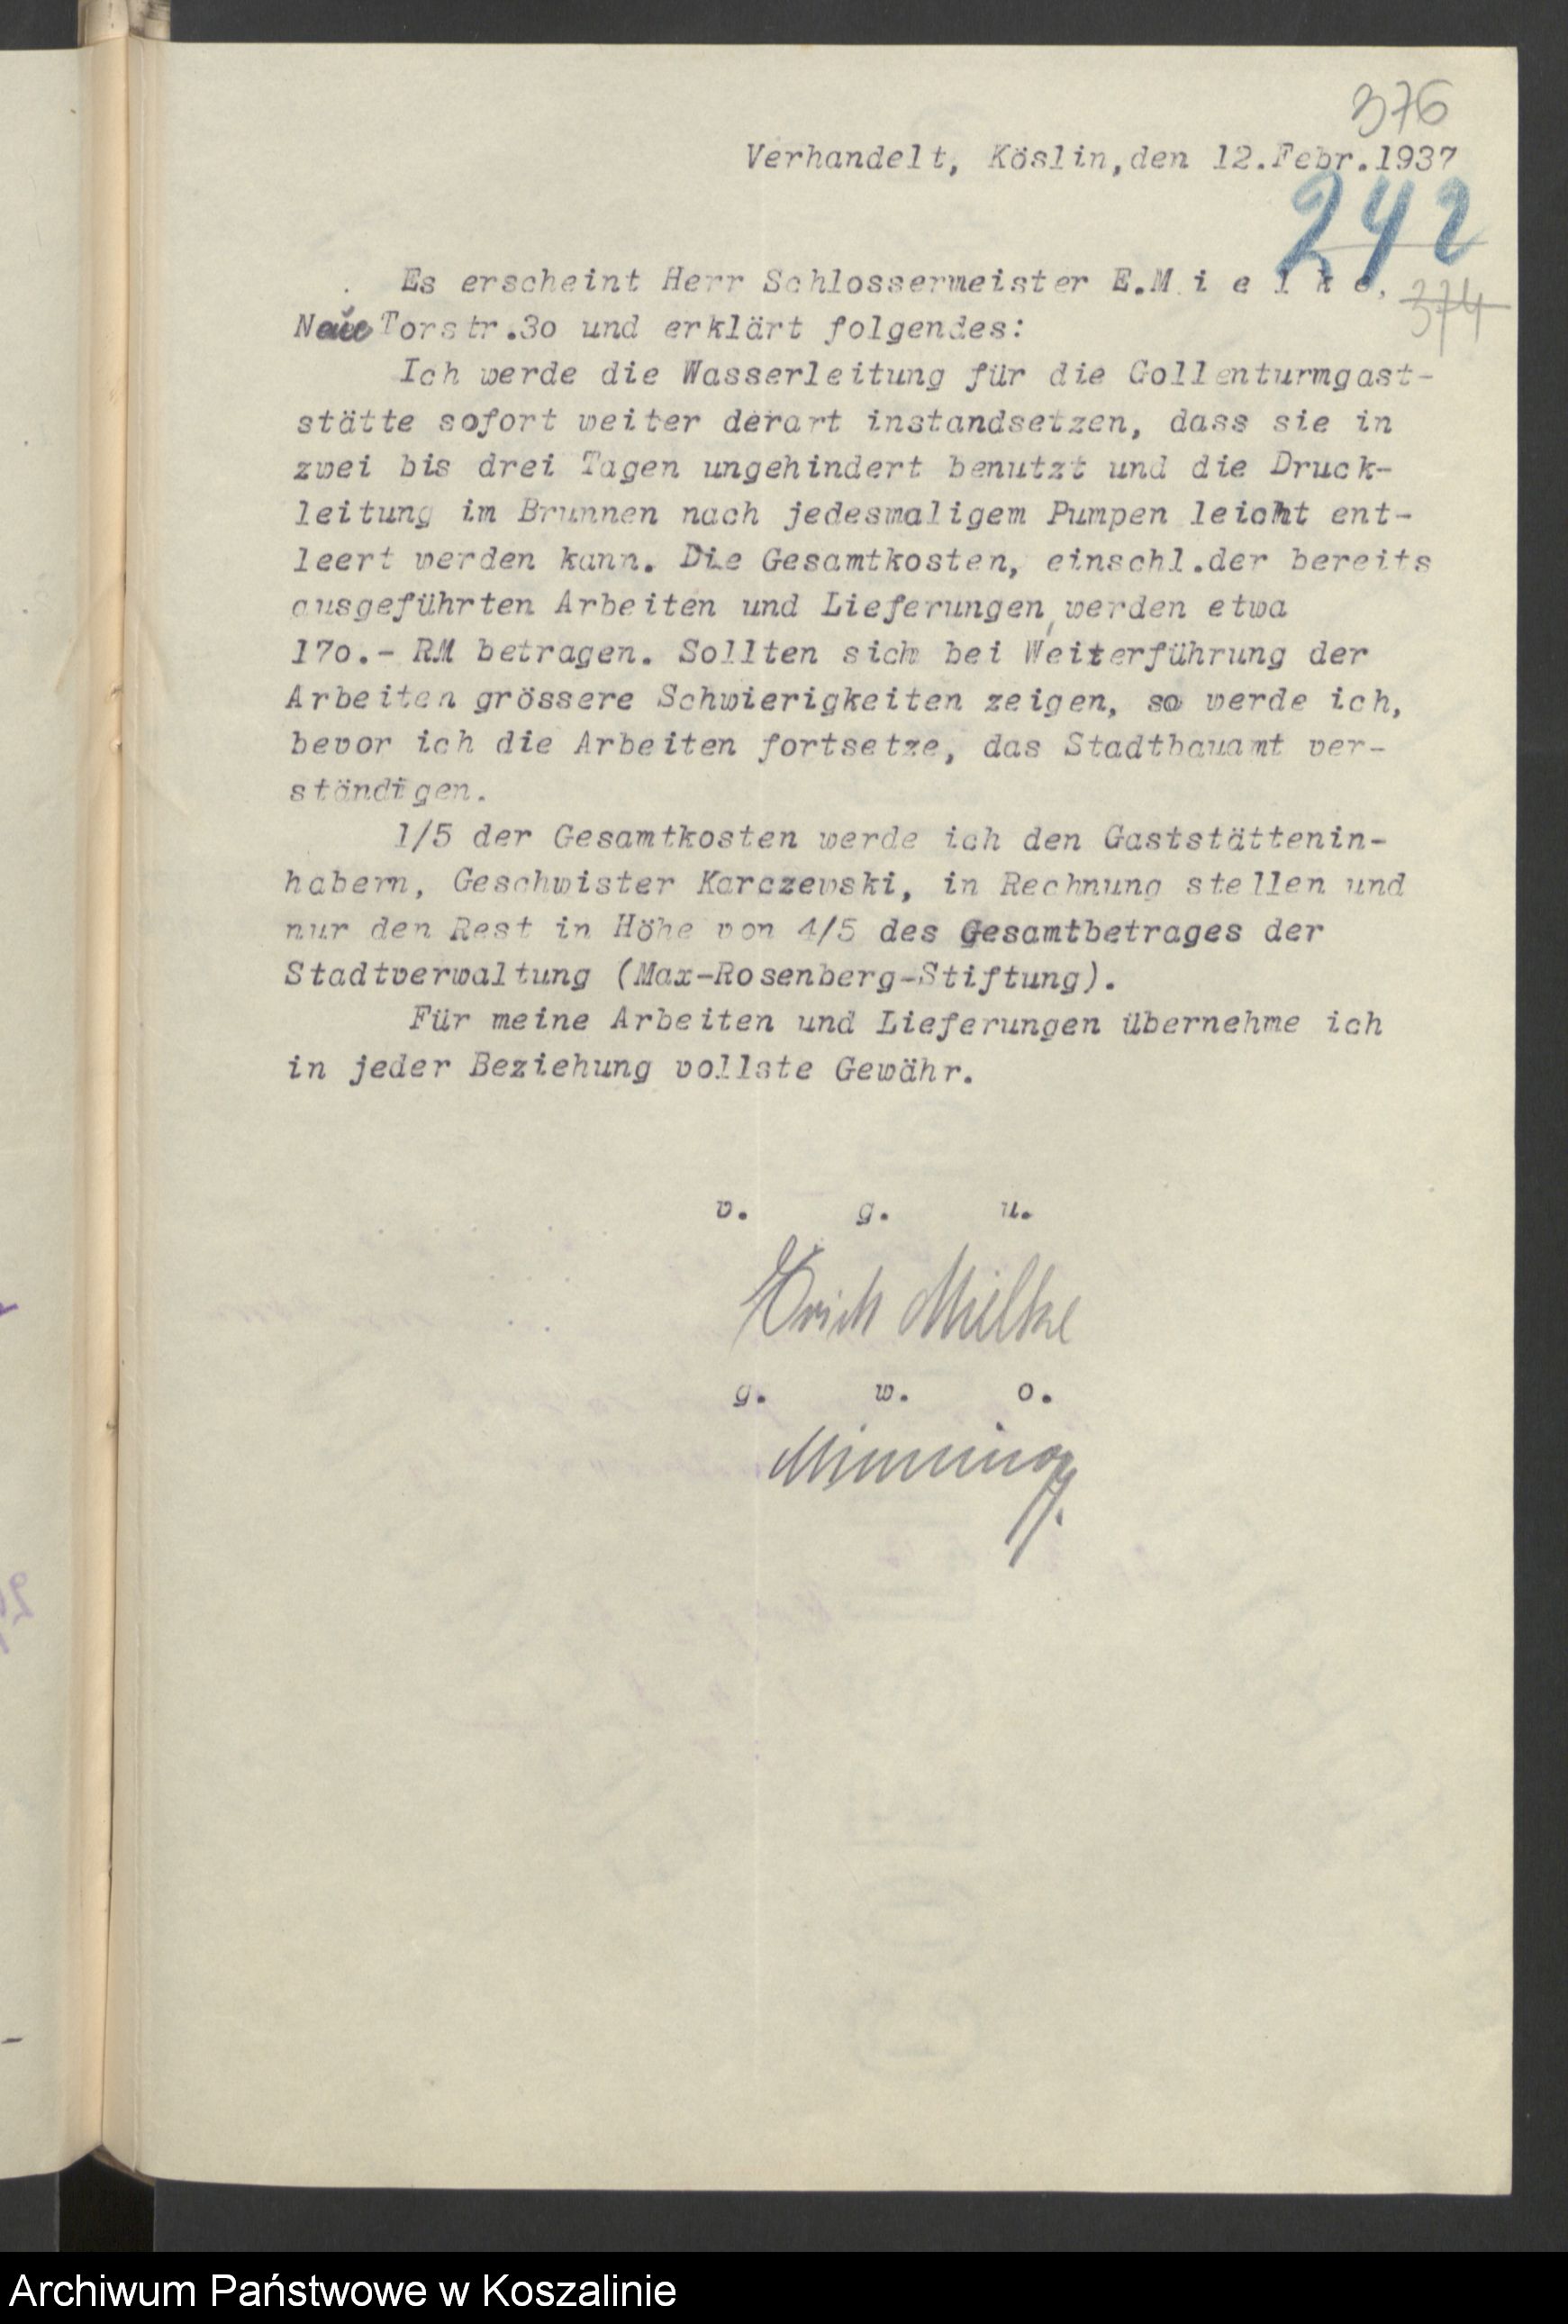 376
Verhandelt, Köslin,den 12.Febr.1937
242
Es erscheint Herr Schlossermeister E.M i e l k e,
374
Neue Torstr.3o und erklärt folgendes:
Ich werde die Wasserleitung für die Gollenturmgast-
stätte sofort weiter derart instandsetzen, dass sie in
zwei bis drei Tagen ungehindert benutzt und die Druck-
leitung im Brunnen nach jedesmaligem Pumpen leicht ent-
leert werden kann. Die Gesamtkosten, einschl.der bereits
ausgeführten Arbeiten und Lieferungen, werden etwa
17o.- RM betragen. Sollten sich bei Weiterführung der
Arbeiten grössere Schwierigkeiten zeigen, so werde ich,
bevor ich die Arbeiten fortsetze, das Stadtbauamt ver-
ständigen.
1/5 der Gesamtkosten werde ich den Gaststättenin-
habern, Geschwister Karczewski, in Rechnung stellen und
nur den Rest in Höhe von 4/5 des Gesamtbetrages der
Stadtverwaltung (Max-Rosenberg-Stiftung).
Für meine Arbeiten und Lieferungen übernehme ich
in jeder Beziehung vollste Gewähr.
v. g. u.
Erich Mielke
g. w. o.
Archiwum Państwowe w Koszalinie